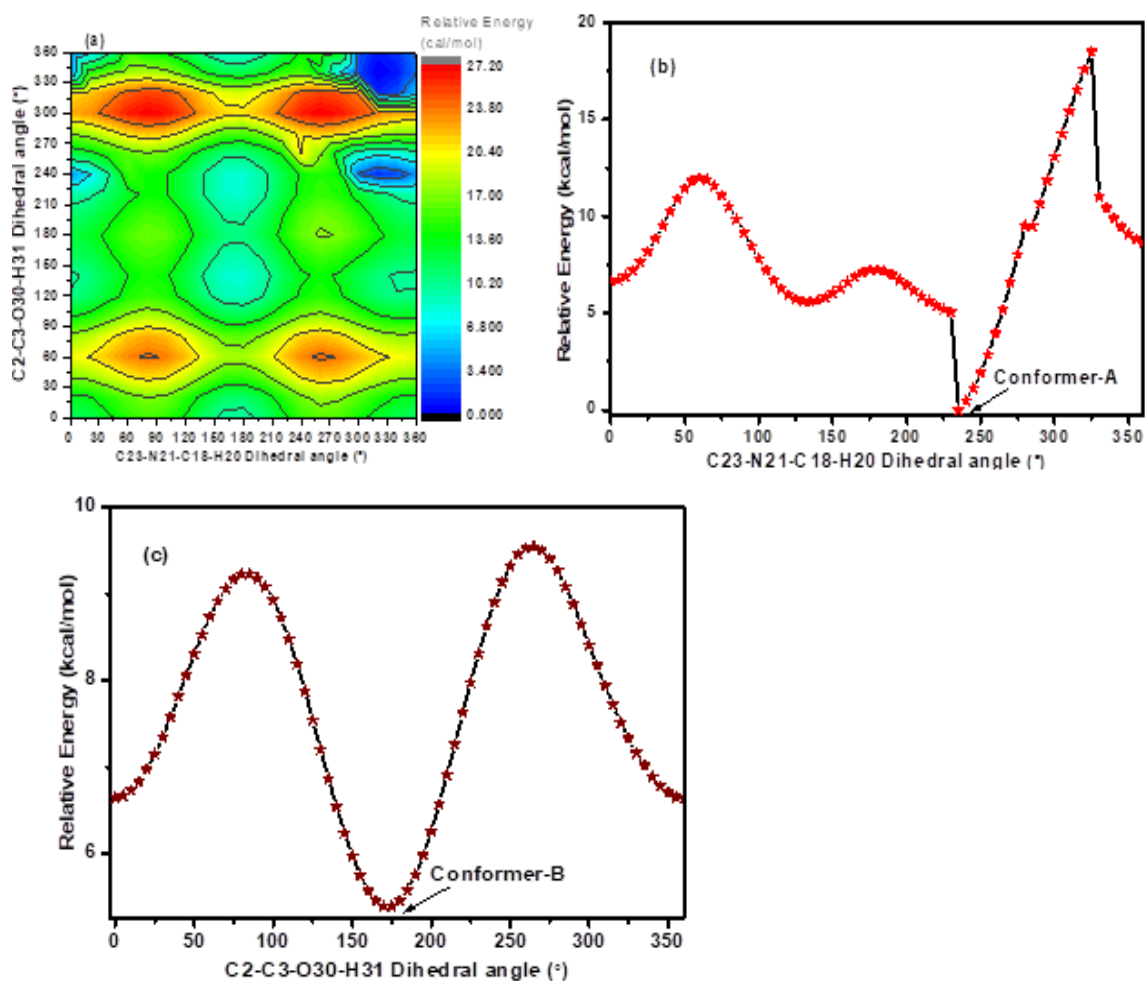 (a)
Relative Energy
(cal/mol)
360
330
300
270
240
210
180
150
120
90
60
30
0
C2-C3-O30-H31 Dihedral angle (°)
0 30 60 90 120 150 180 210 240 270 300 330 360
C23-N21-C18-H20 Dihedral angle (°)
27.20
23.80
20.40
17.00
13.60
10.20
6.800
3.400
0.000
(b)
20
15
10
5
0
Relative Energy (kcal/mol)
Conformer-A
0 50 100 150 200 250 300 350
C23-N21-C18-H20 Dihedral angle (°)
(c)
10
8
6
Relative Energy (kcal/mol)
Conformer-B
0 50 100 150 200 250 300 350
C2-C3-O30-H31 Dihedral angle (°)